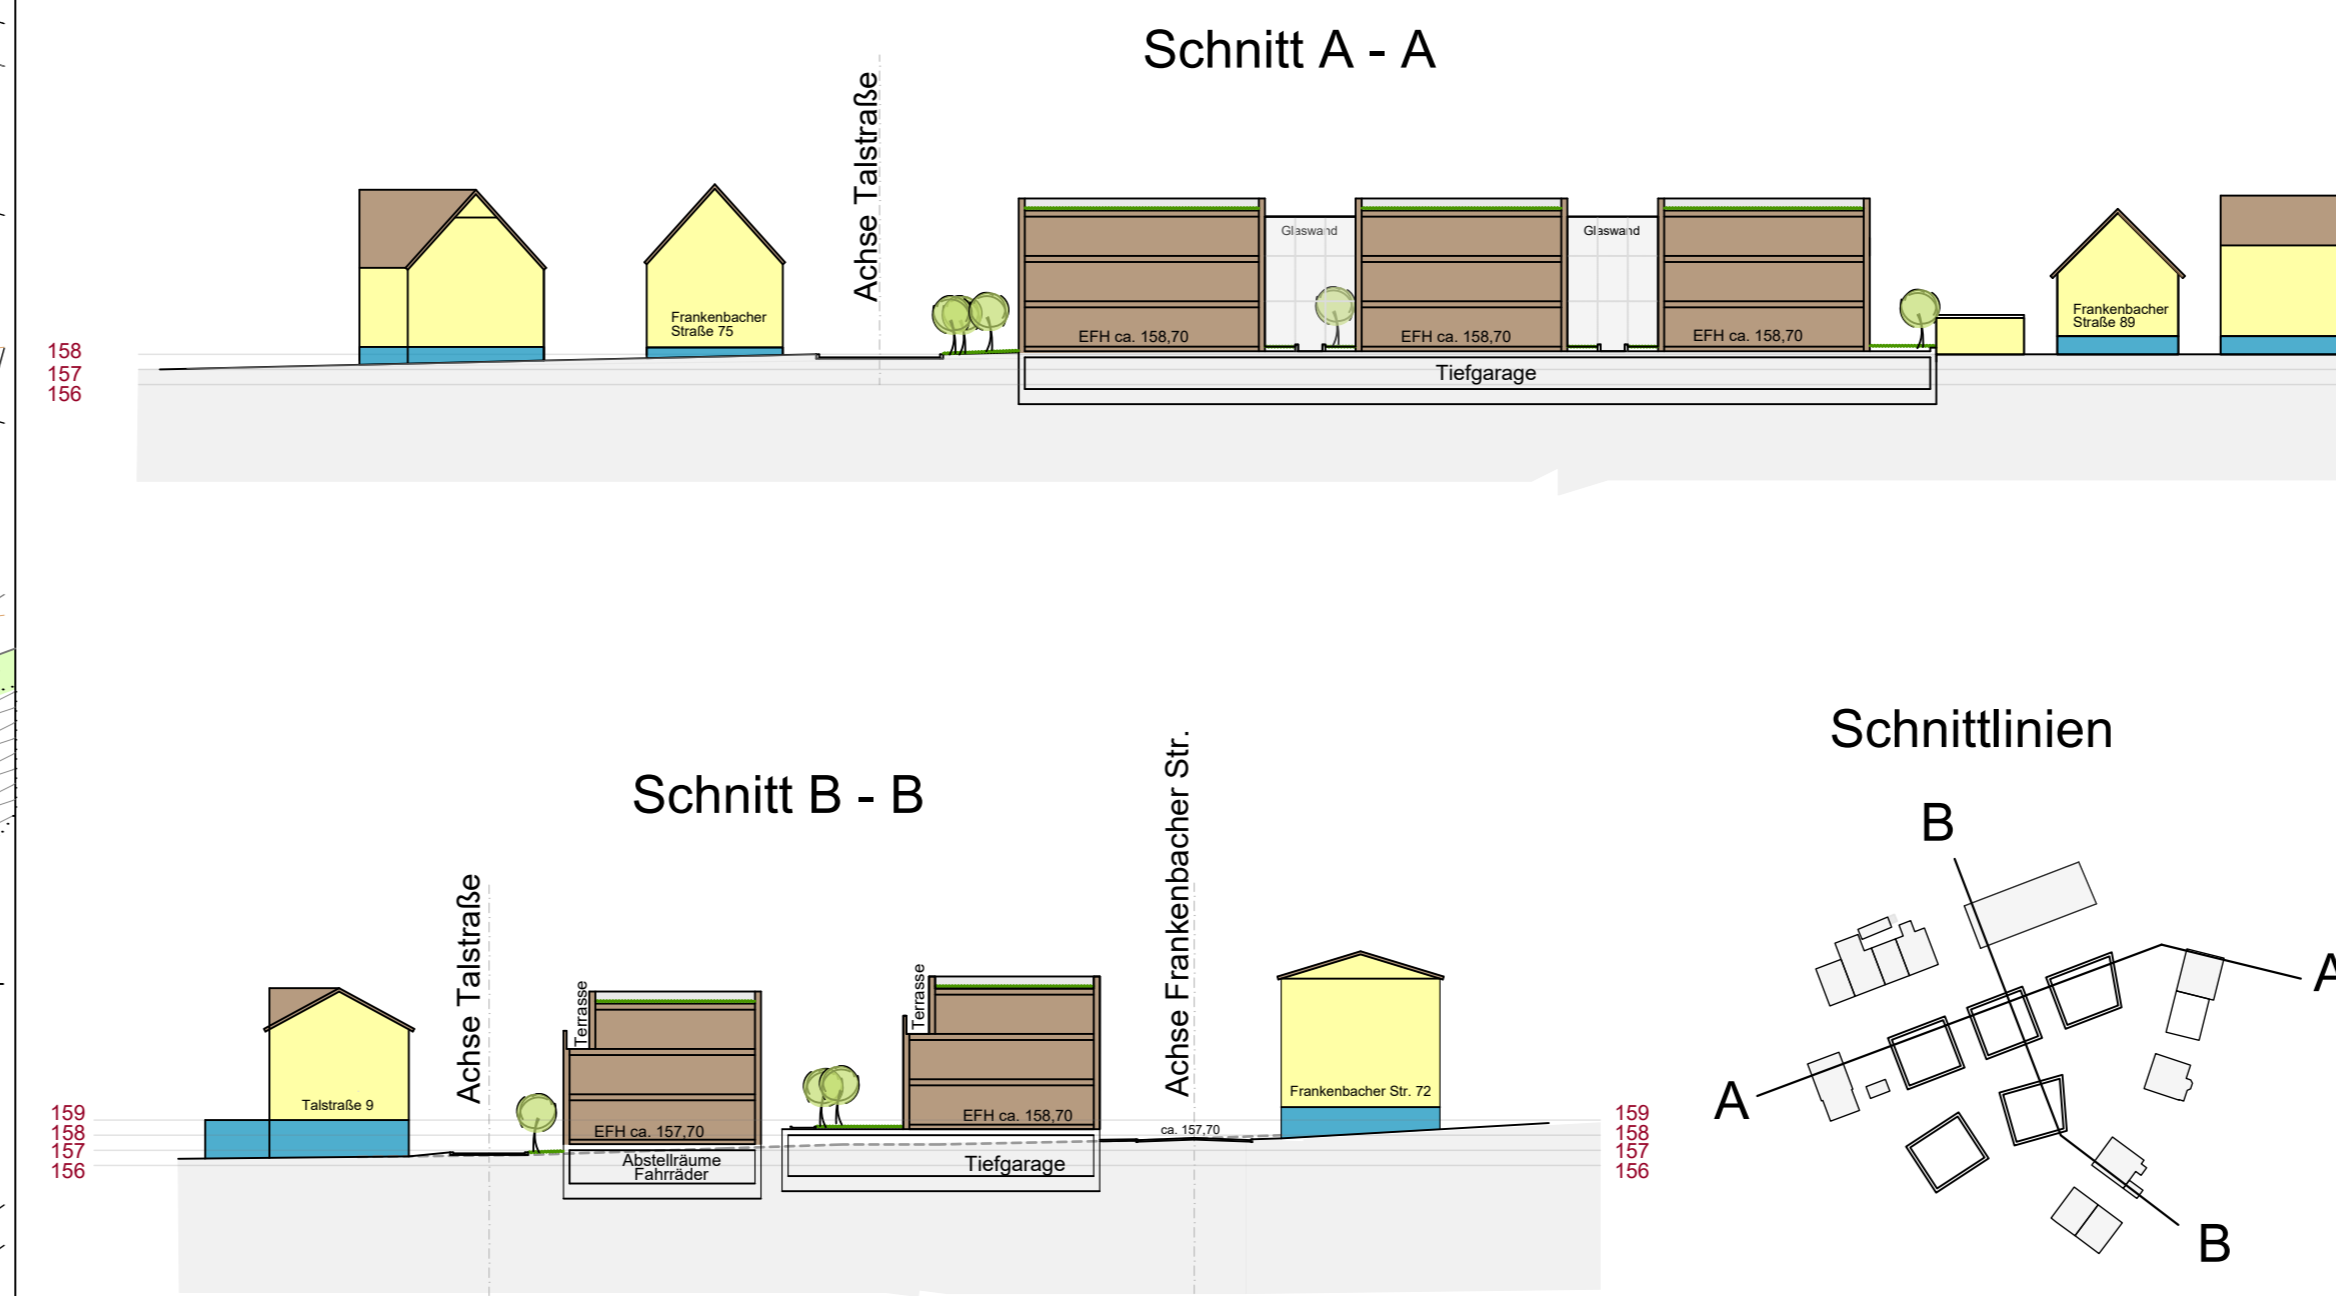 Schnitt A - A
Achse Talstraße
Glaswand
Glaswand
Frankenbacher
Straße 75
Frankenbacher
Straße 89
EFH ca. 158,70
EFH ca. 158,70
EFH ca. 158,70
158
157
156
Tiefgarage
Schnittlinien
Schnitt B - B
Achse Talstraße
Achse Frankenbacher Str.
Terrasse
Terrasse
Talstraße 9
Frankenbacher Str. 72
EFH ca. 157,70
EFH ca. 158,70
ca. 157,70
159
158
157
156
Abstellräume
Fahrräder
Tiefgarage
159
158
157
156
B
A
A
B